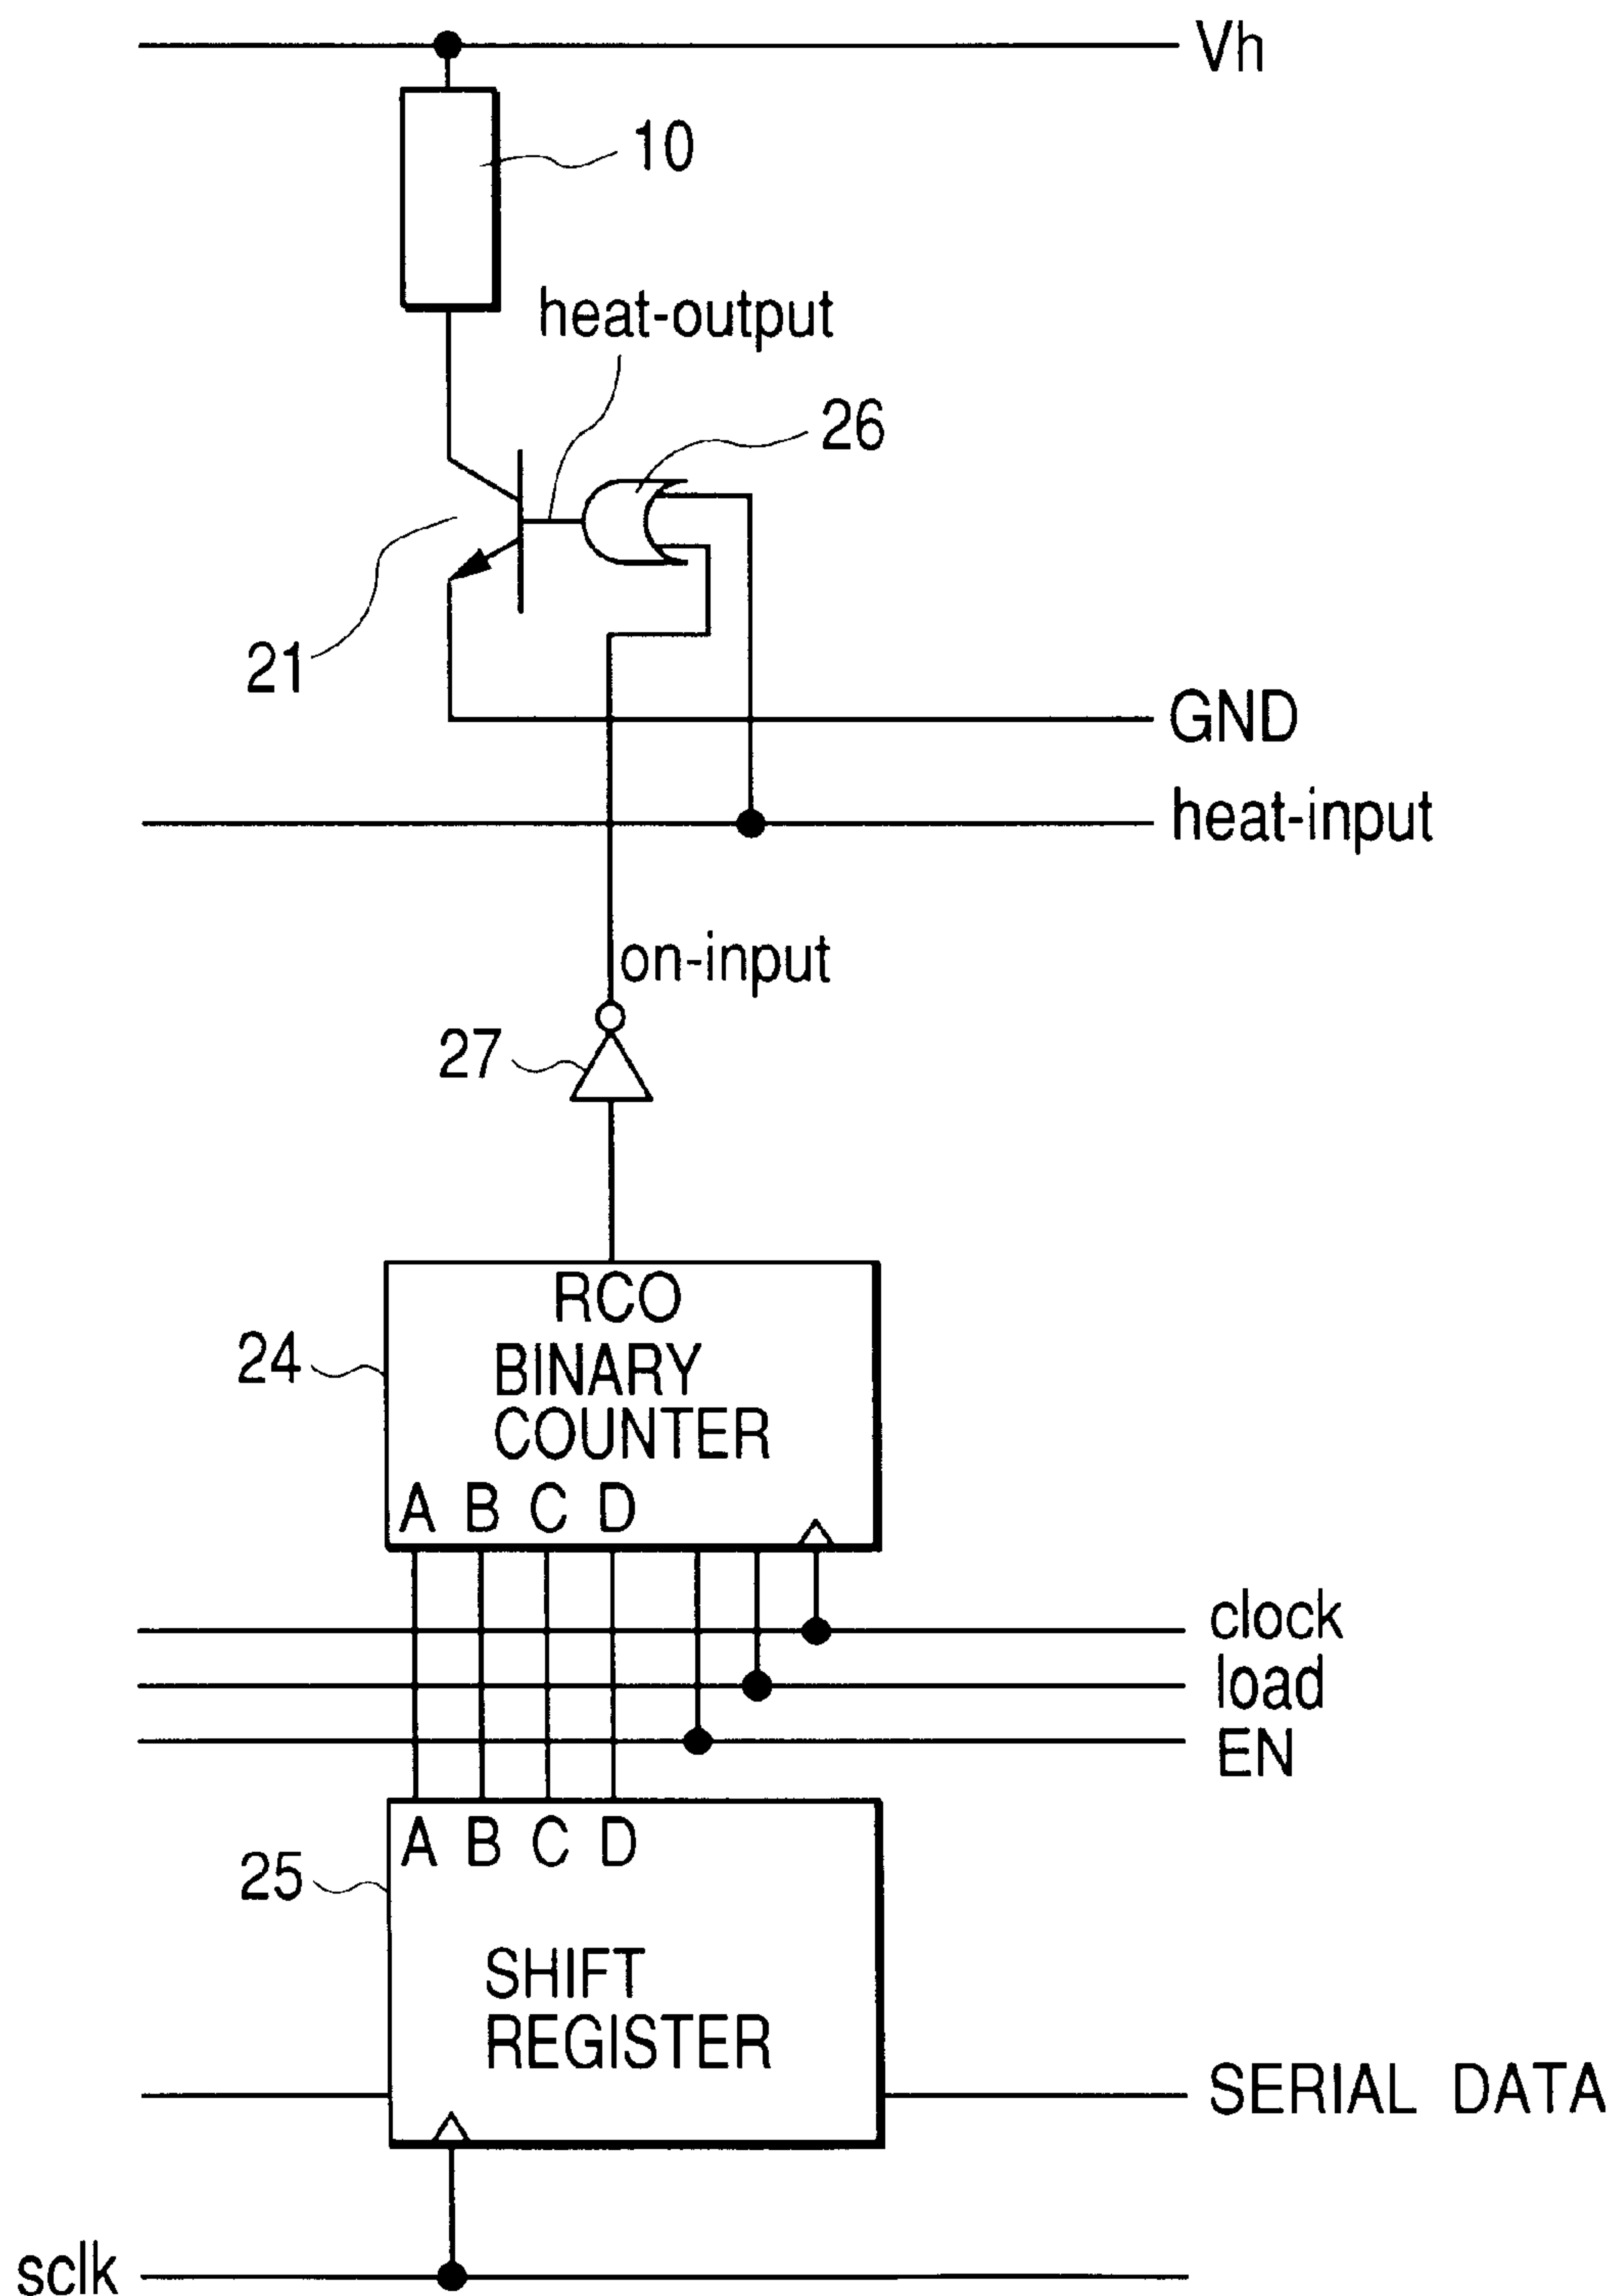 Vh
10
heat-output
26
21
GND
heat-input
on-input
27
RCO
24
BINARY
COUNTER
A B C D
clock
load
EN
A B C D
25
SHIFT
REGISTER
SERIAL DATA
sclk